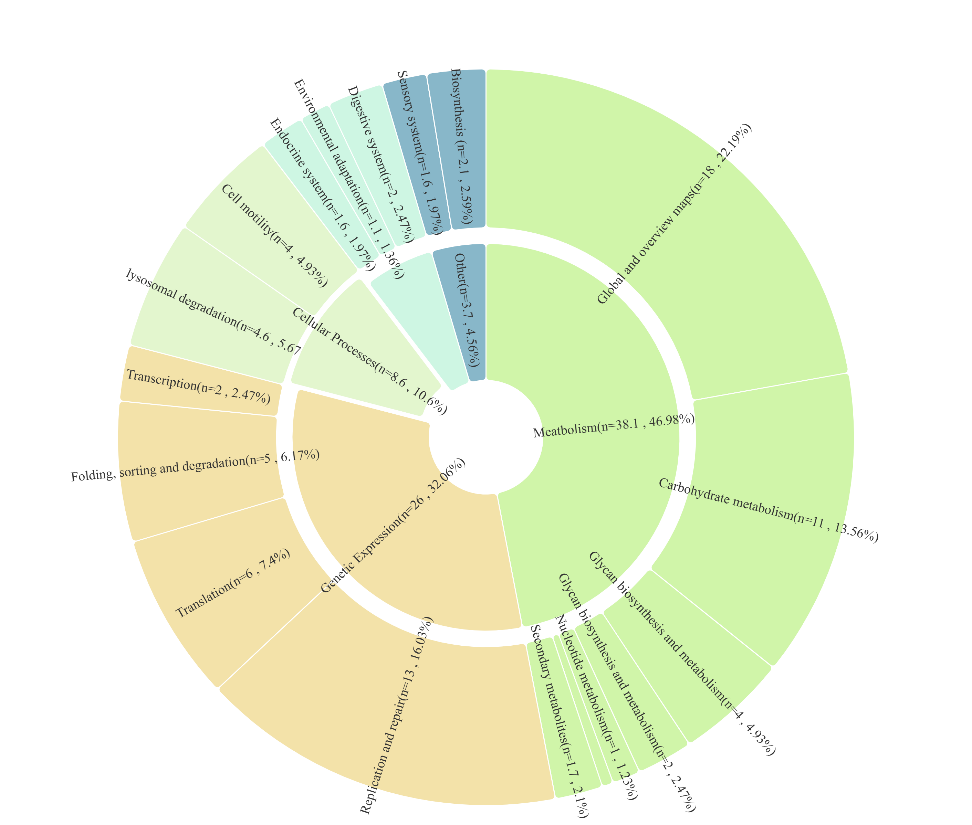 Global and overview maps(n=18 , 22.19%)
Carbohydrate metabolism(n=11 , 13.56%)
Glycan biosynthesis and metabolism(n=4 , 4.93%)
Glycan biosynthesis and metabolism(n=2 , 2.47%)
Nucleotide metabolism(n=1 , 1.23%)
Secondary metabolites(n=1.7 , 2.1%)
Replication and repair(n=13 , 16.03%)
Translation(n=6 , 7.4%)
Folding, sorting and degradation(n=5 , 6.17%)
Transcription(n=2 , 2.47%)
lysosomal degradation(n=4.6 , 5.67
Cell motility(n=4 , 4.93%)
Endocrine system(n=1.6 , 1.97%)
Environmental adaptation(n=1.1 , 1.36%)
Digestive system(n=2 , 2.47%)
Sensory system(n=1.6 , 1.97%)
Biosynthesis (n=2.1 , 2.59%)
Meatbolism(n=38.1 , 46.98%)
Genetic Expression(n=26 , 32.06%)
Cellular Processes(n=8.6 , 10.6%)
Other(n=3.7 , 4.56%)